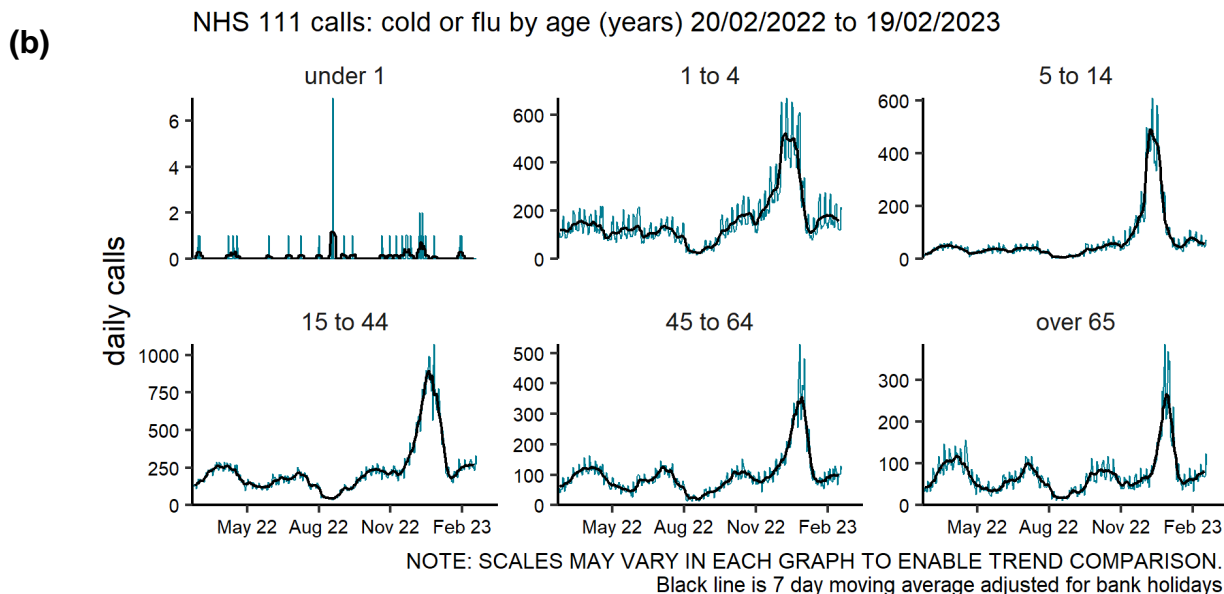 (b)
NHS 111 calls: cold or flu by age (years) 20/02/2022 to 19/02/2023
daily calls
under 1
6
4
2
0
1 to 4
600
400
200
0
5 to 14
600
400
200
0
15 to 44
1000
750
500
250
0
May 22 Aug 22 Nov 22 Feb 23
45 to 64
500
400
300
200
100
0
May 22 Aug 22 Nov 22 Feb 23
over 65
300
200
100
0
May 22 Aug 22 Nov 22 Feb 23
NOTE: SCALES MAY VARY IN EACH GRAPH TO ENABLE TREND COMPARISON.
Black line is 7 day moving average adjusted for bank holidays